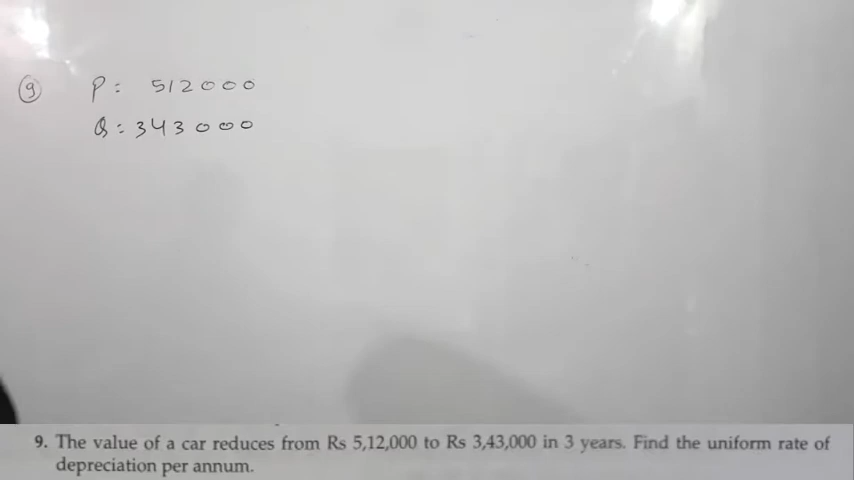 9 P : 512000
Q : 343000
9. The value of a car reduces from Rs 5,12,000 to Rs 3,43,000 in 3 years. Find the uniform rate of
depreciation per annum.